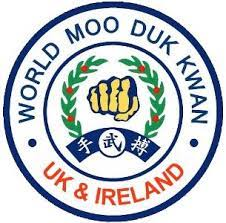 · WORLD MOO DUK KWAN ·
手 武 搏
UK & IRELAND